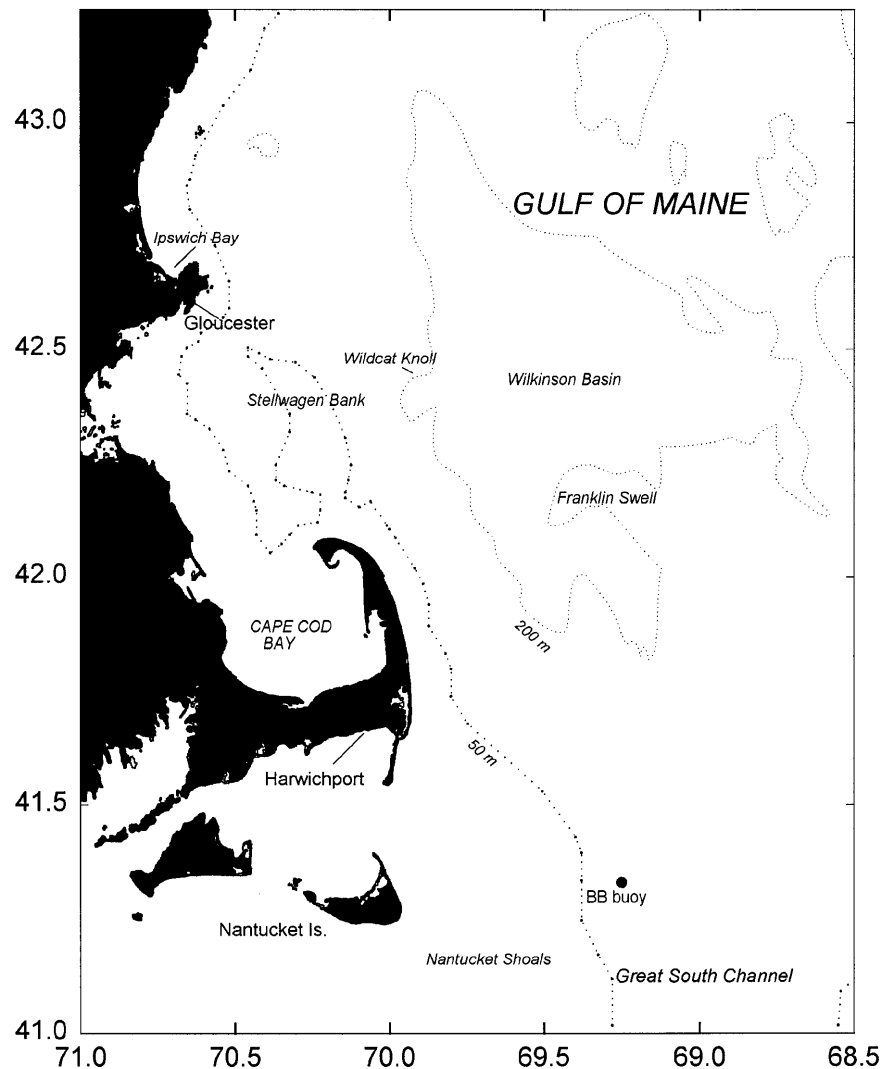 43.0
GULF OF MAINE
Ipswich Bay
Gloucester
42.5
Wildcat Knoll
Wilkinson Basin
Stellwagen Bank
Franklin Swell
42.0
CAPE COD
BAY
200 m
50 m
Harwichport
41.5
BB buoy
Nantucket Is.
Nantucket Shoals
Great South Channel
41.0
71.0 70.5 70.0 69.5 69.0 68.5